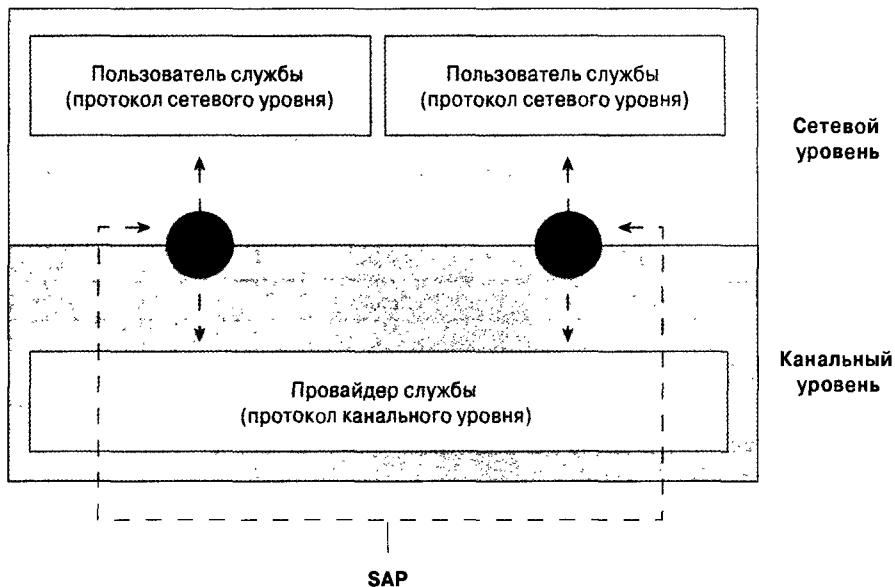 Пользователь службы
(протокол сетевого уровня)
Пользователь службы
(протокол сетевого уровня)
Сетевой
уровень
Провайдер службы
(протокол канального уровня)
Канальный
уровень
SAP